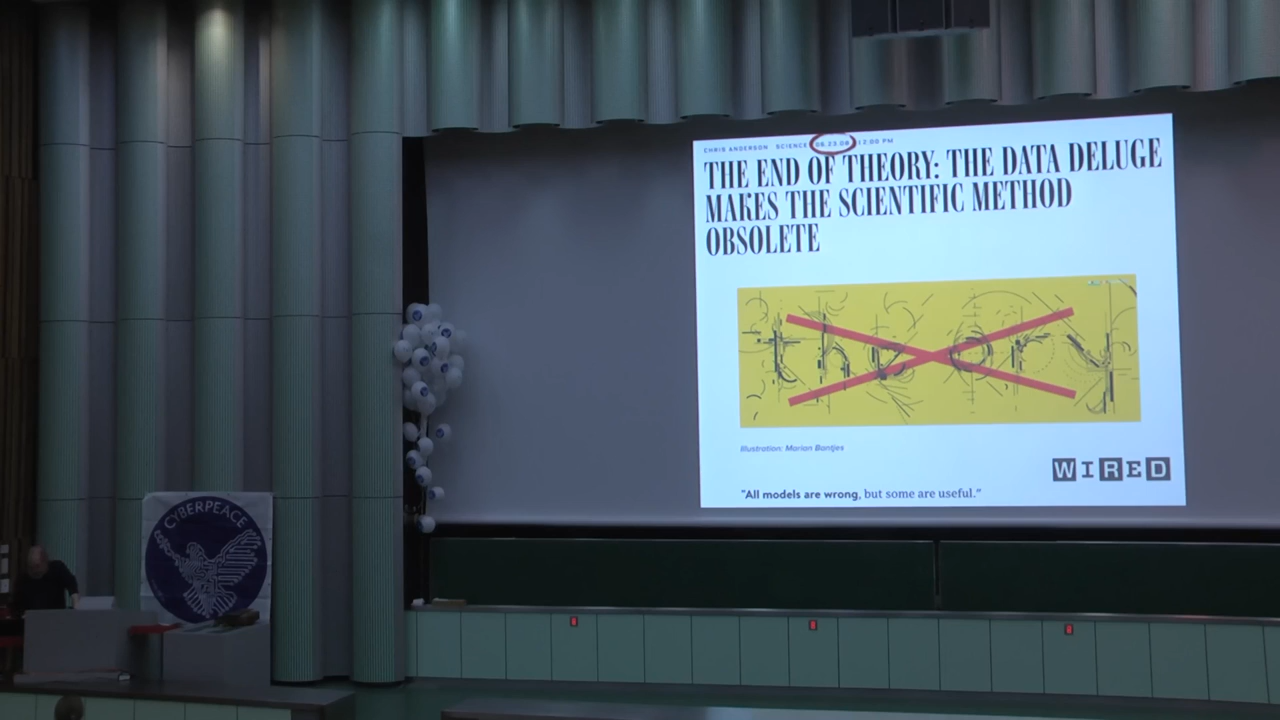 CHRIS ANDERSON SCIENCE 06.23.08 12:00 PM
THE END OF THEORY: THE DATA DELUGE
MAKES THE SCIENTIFIC METHOD
OBSOLETE
theory
Illustration: Marian Bantjes
WIRED
"All models are wrong, but some are useful."
CYBERPEACE